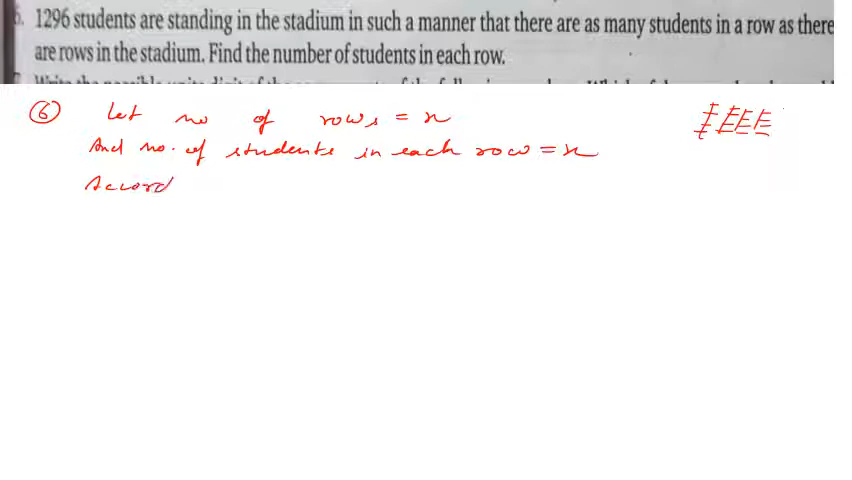 6. 1296 students are standing in the stadium in such a manner that there are as many students in a row as there
are rows in the stadium. Find the number of students in each row.
6 Let no of rows = x
And no. of students in each row = x
Accord